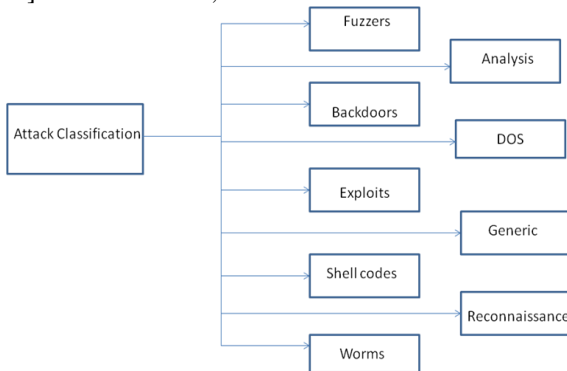 Fuzzers
Analysis
Backdoors
Attack Classification
DOS
Exploits
Generic
Shell codes
Reconnaissance
Worms